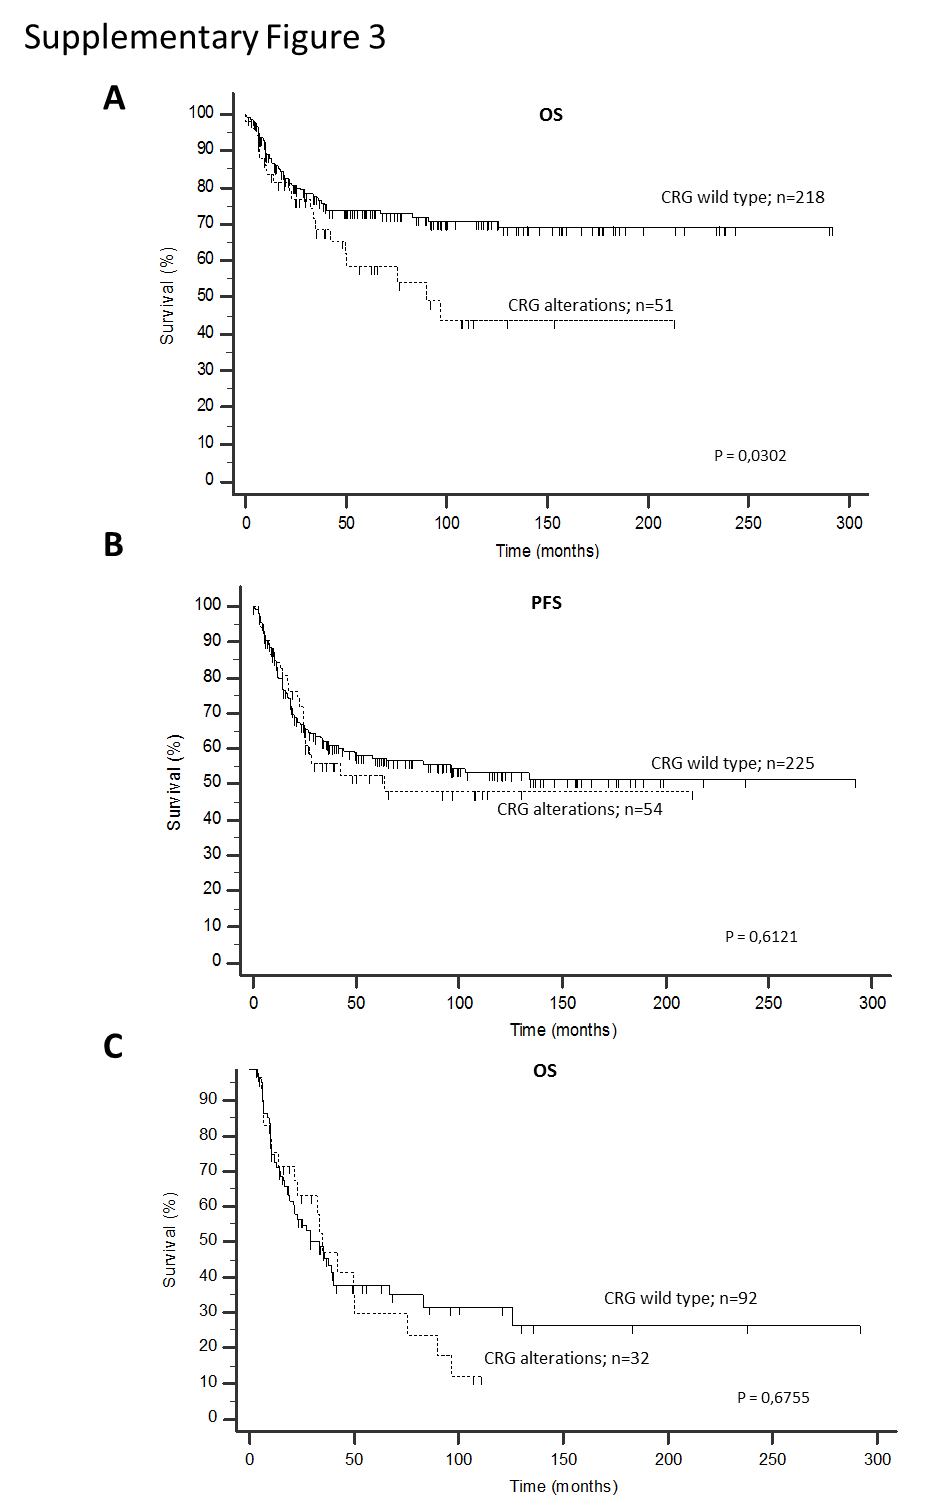 Supplementary Figure 3
A
OS
100
90
80
70
60
50
40
30
20
10
0
Survival (%)
CRG wild type; n=218
CRG alterations; n=51
P = 0,0302
0 50 100 150 200 250 300
Time (months)
B
PFS
100
90
80
70
60
50
40
30
20
10
0
Survival (%)
CRG wild type; n=225
CRG alterations; n=54
P = 0,6121
0 50 100 150 200 250 300
Time (months)
C
OS
90
80
70
60
50
40
30
20
10
0
Survival (%)
CRG wild type; n=92
CRG alterations; n=32
P = 0,6755
0 50 100 150 200 250 300
Time (months)